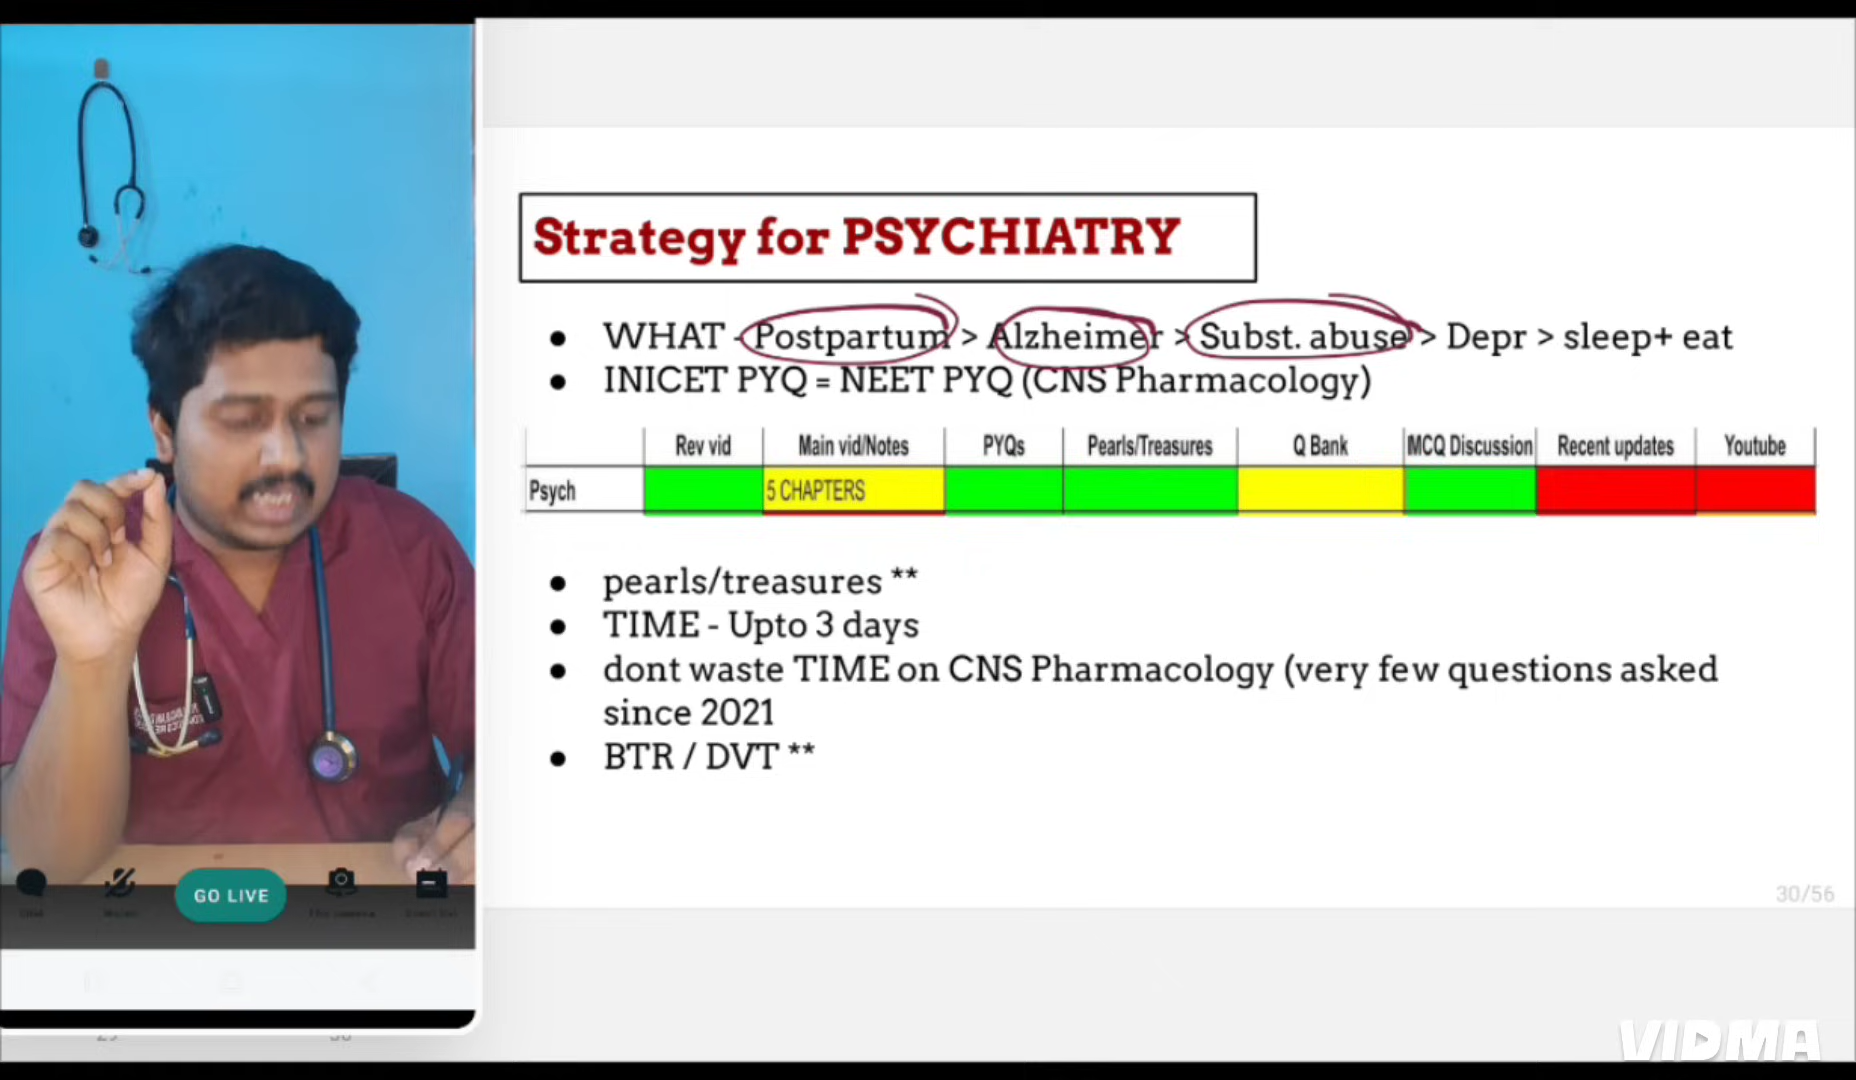 Strategy for PSYCHIATRY
● WHAT - Postpartum > Alzheimer > Subst. abuse > Depr > sleep+ eat
● INICET PYQ = NEET PYQ (CNS Pharmacology)
Rev vid Main vid/Notes PYQs Pearls/Treasures Q Bank MCQ Discussion Recent updates Youtube
Psych 5 CHAPTERS
● pearls/treasures **
● TIME - Upto 3 days
● dont waste TIME on CNS Pharmacology (very few questions asked
since 2021
● BTR / DVT **
GO LIVE
30/56
VIDMA